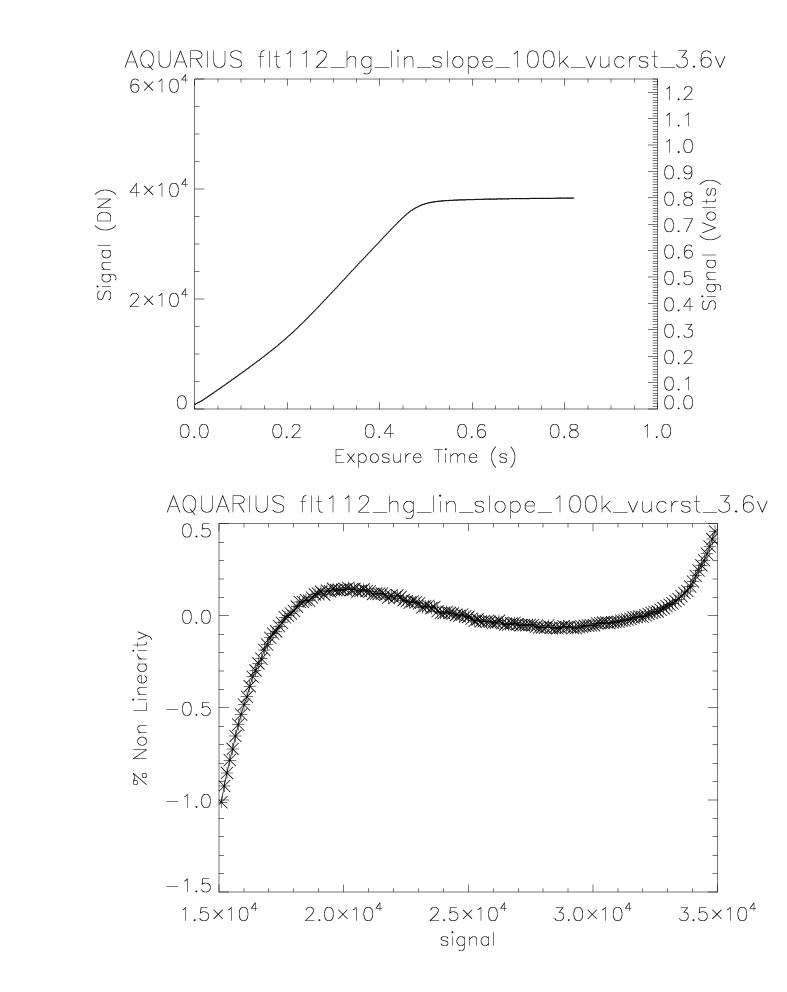 AQUARIUS flt112_hg_lin_slope_100k_vucrst_3.6v
6×10⁴
4×10⁴
2×10⁴
0
Signal (DN)
1.2
1.1
1.0
0.9
0.8
0.7
0.6
0.5
0.4
0.3
0.2
0.1
0.0
Signal (Volts)
0.0 0.2 0.4 0.6 0.8 1.0
Exposure Time (s)
AQUARIUS flt112_hg_lin_slope_100k_vucrst_3.6v
0.5
0.0
−0.5
−1.0
−1.5
% Non Linearity
1.5×10⁴ 2.0×10⁴ 2.5×10⁴ 3.0×10⁴ 3.5×10⁴
signal